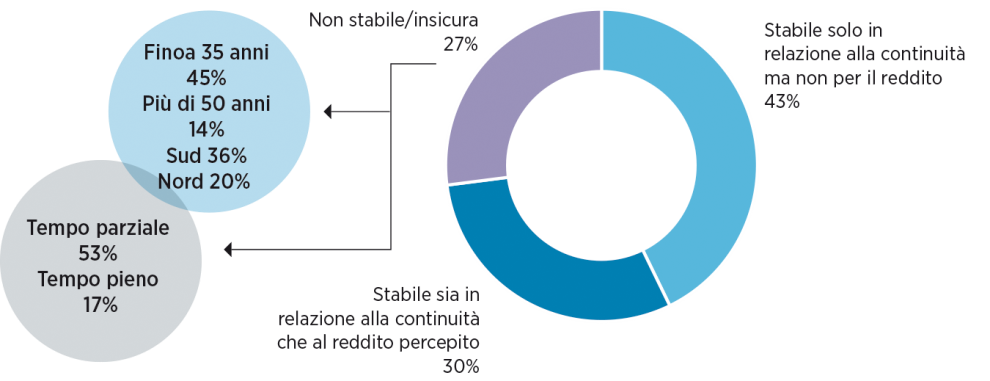 Non stabile/insicura
27%
Finoa 35 anni
45%
Più di 50 anni
14%
Sud 36%
Nord 20%
Tempo parziale
53%
Tempo pieno
17%
Stabile solo in
relazione alla continuità
ma non per il reddito
43%
Stabile sia in
relazione alla continuità
che al reddito percepito
30%